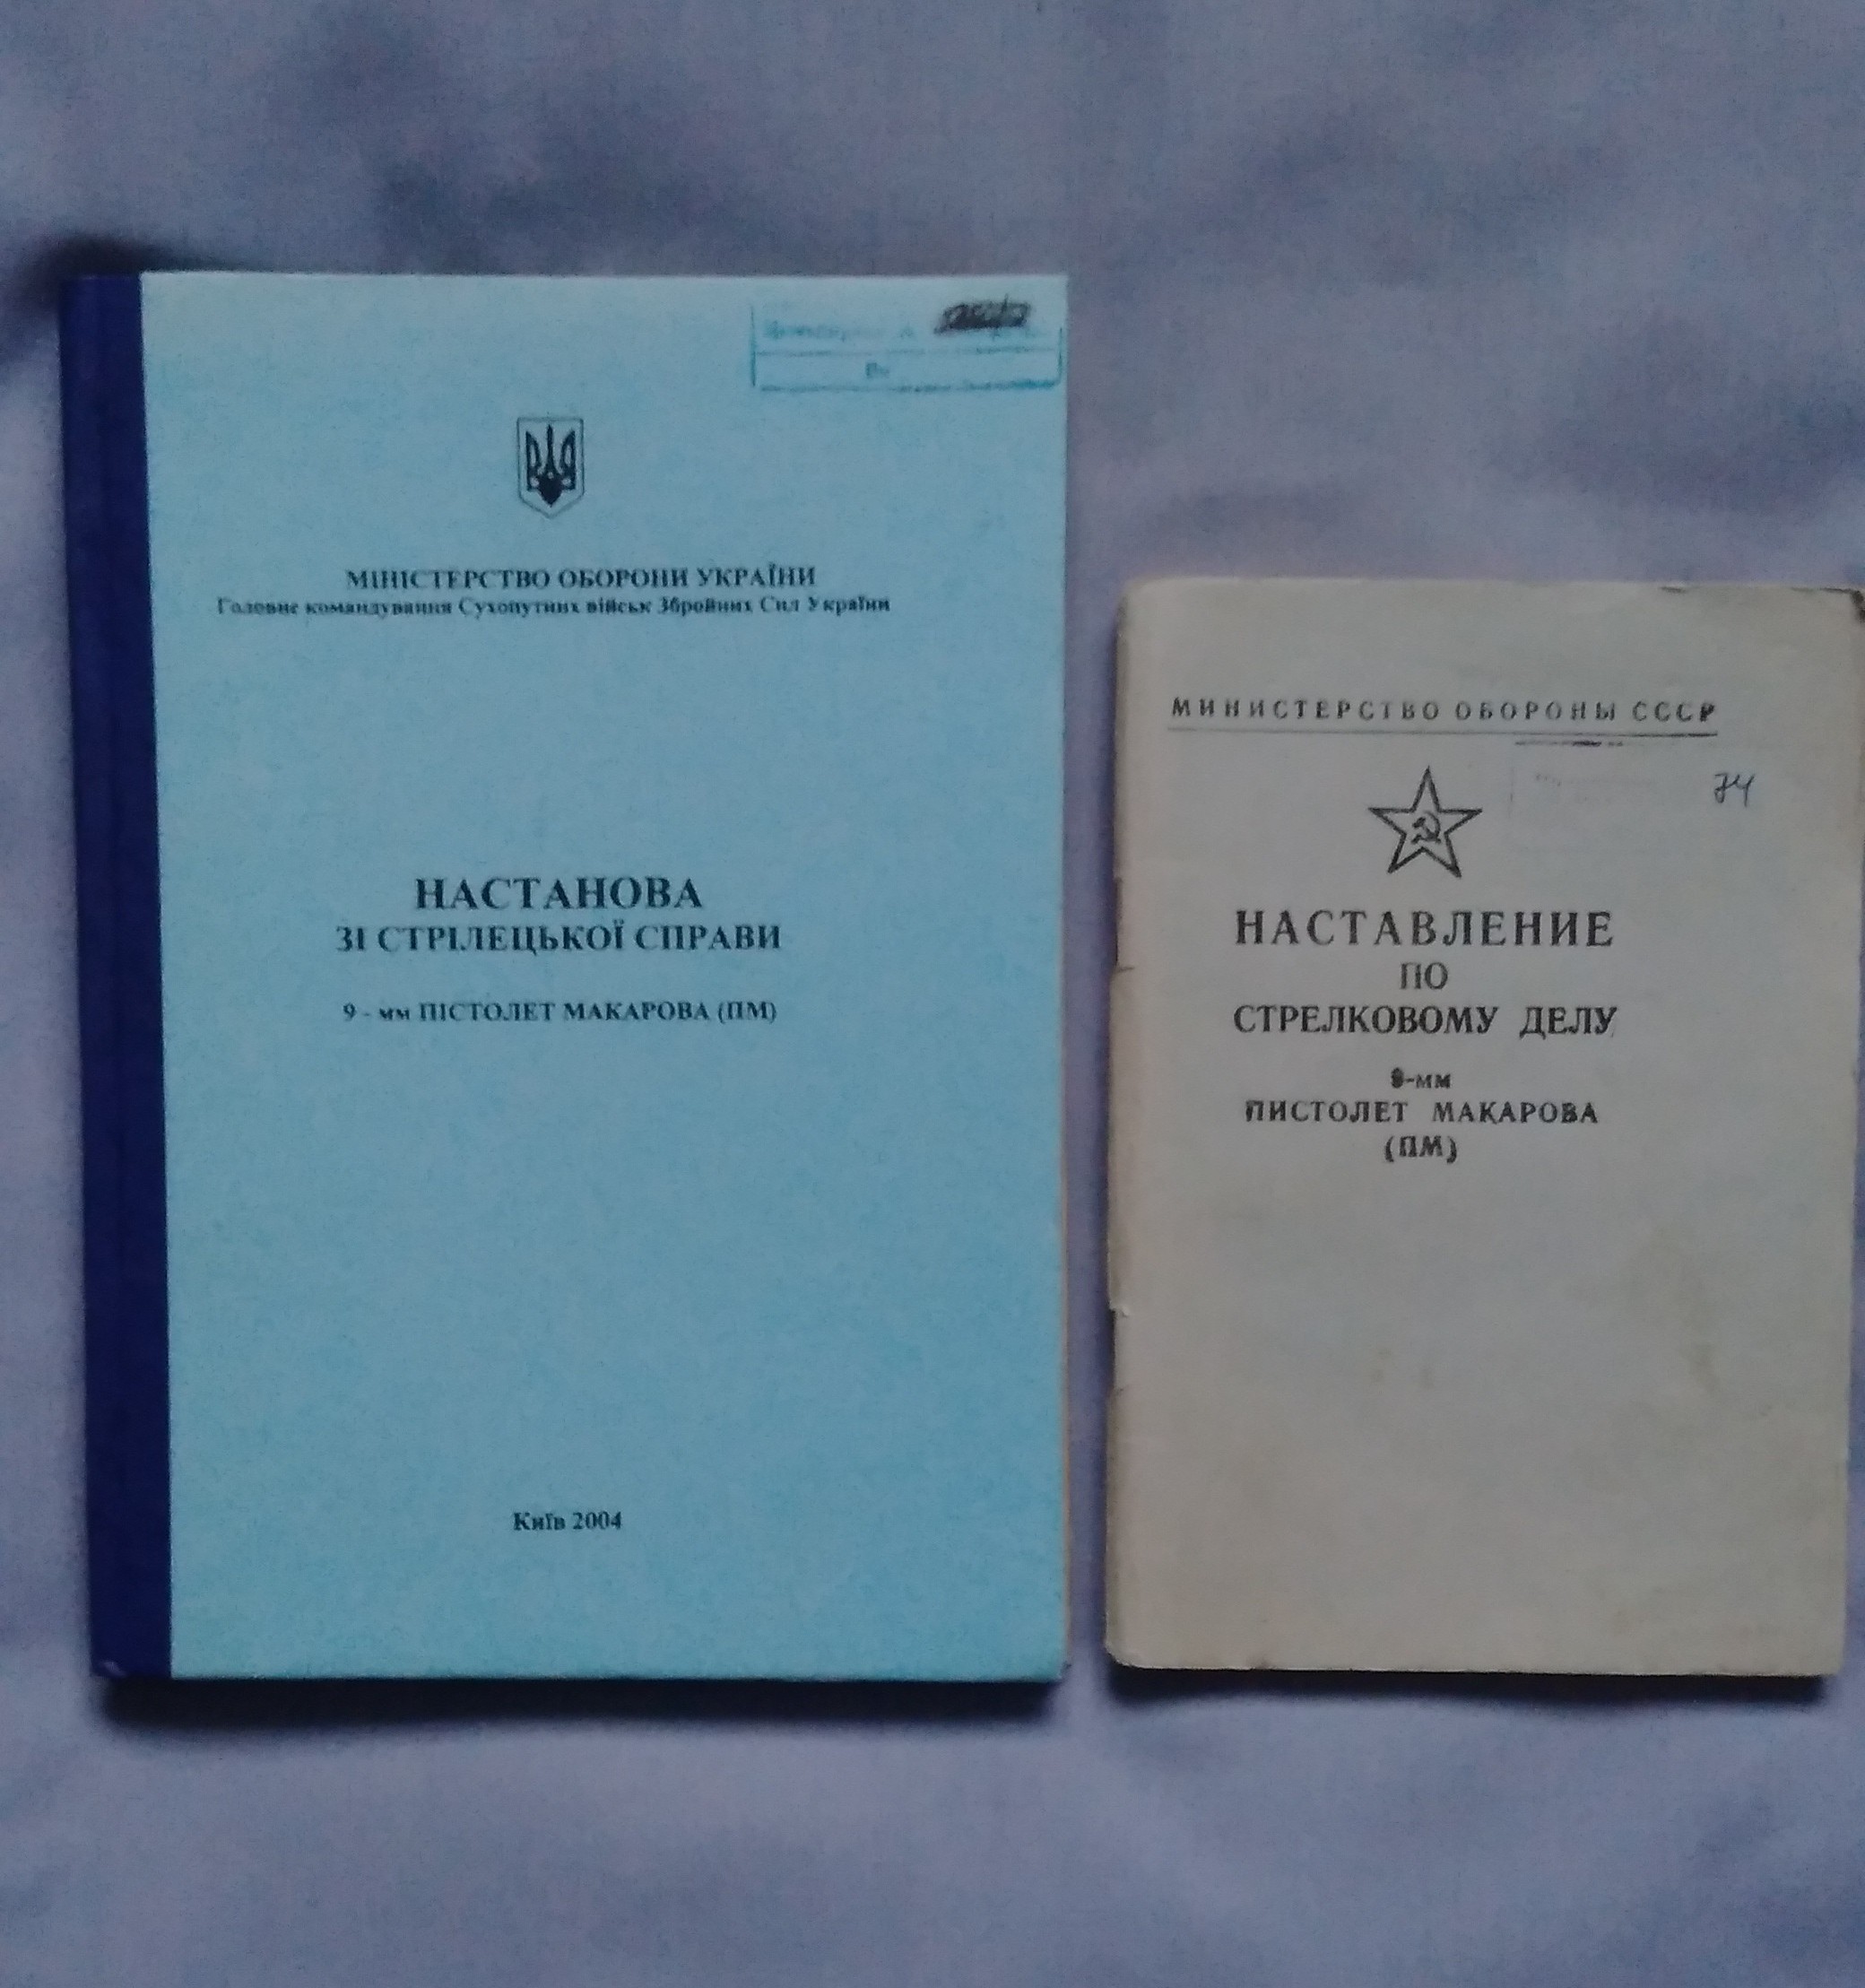 МІНІСТЕРСТВО ОБОРОНИ УКРАЇНИ
Головне командування Сухопутних військ Збройних Сил України
НАСТАНОВА
ЗІ СТРІЛЕЦЬКОЇ СПРАВИ
9 - мм ПІСТОЛЕТ МАКАРОВА (ПМ)
Київ 2004
МИНИСТЕРСТВО ОБОРОНЫ СССР
74
НАСТАВЛЕНИЕ
ПО
СТРЕЛКОВОМУ ДЕЛУ
9-мм
ПИСТОЛЕТ МАКАРОВА
(ПМ)